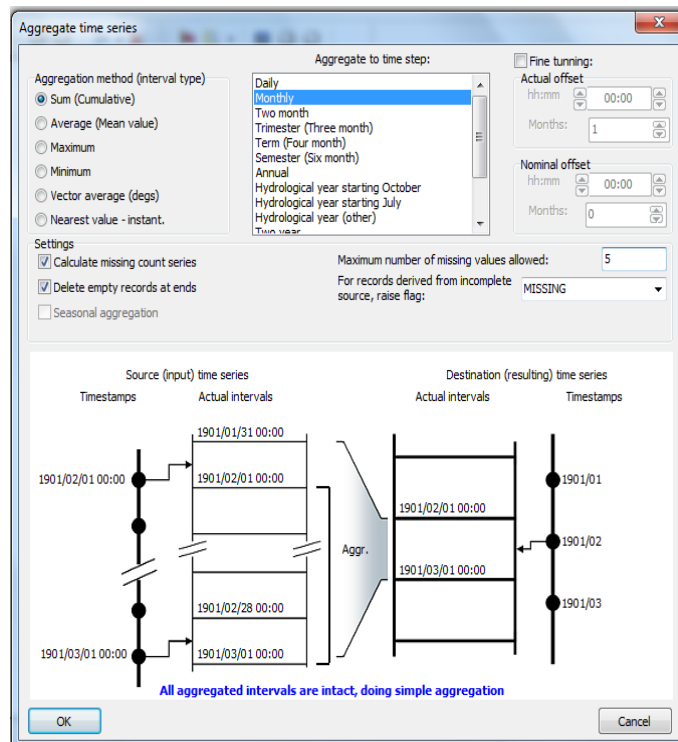 Aggregate time series
Aggregate to time step:
Fine tunning:
Aggregation method (interval type)
Sum (Cumulative)
Average (Mean value)
Maximum
Minimum
Vector average (degs)
Nearest value - instant.
Daily
Monthly
Two month
Trimester (Three month)
Term (Four month)
Semester (Six month)
Annual
Hydrological year starting October
Hydrological year starting July
Hydrological year (other)
Two year
Actual offset
hh:mm 00:00
Months: 1
Nominal offset
hh:mm 00:00
Months: 0
Settings
Calculate missing count series
Delete empty records at ends
Seasonal aggregation
Maximum number of missing values allowed: 5
For records derived from incomplete
source, raise flag: MISSING
Source (input) time series
Destination (resulting) time series
Timestamps Actual intervals
Actual intervals Timestamps
1901/01/31 00:00
1901/02/01 00:00 1901/02/01 00:00
1901/01
1901/02/01 00:00
Aggr.
1901/02
1901/03/01 00:00
1901/02/28 00:00
1901/03
1901/03/01 00:00 1901/03/01 00:00
All aggregated intervals are intact, doing simple aggregation
OK
Cancel